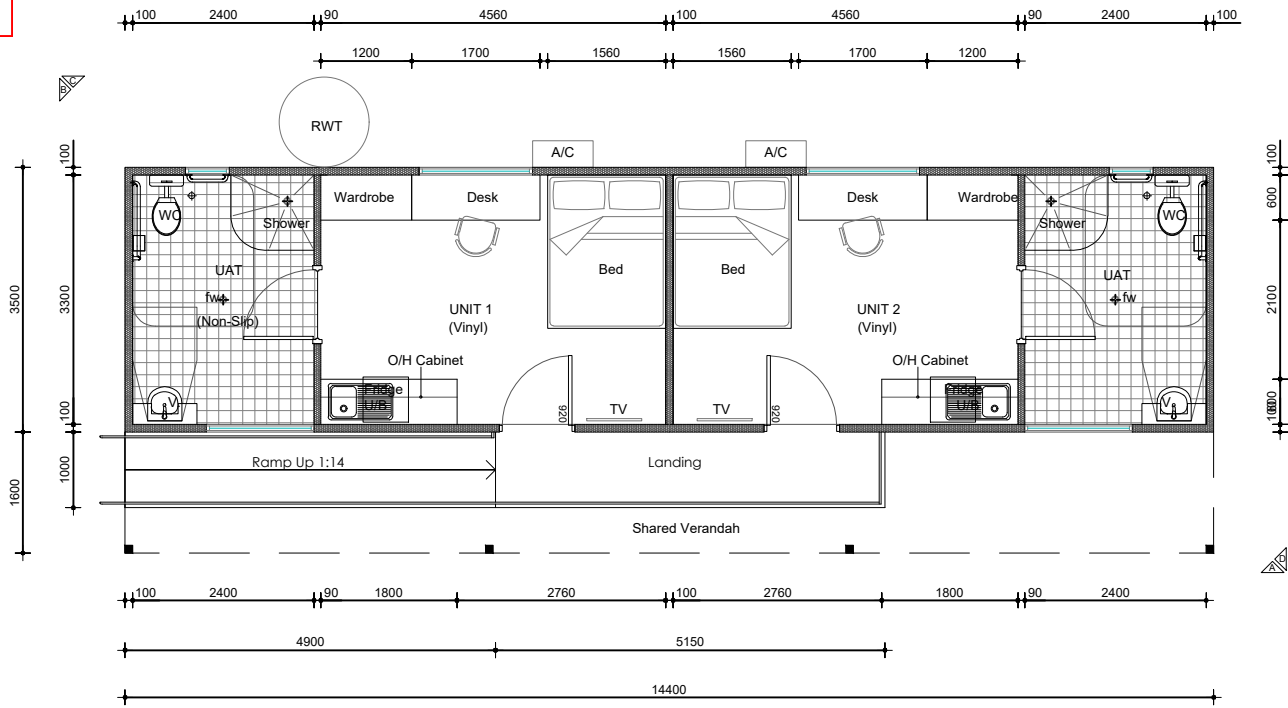 100 2400 90 4560 100 4560 90 2400 100
1200 1700 1560 1560 1700 1200
B C
RWT
A/C A/C
100 100
Wardrobe Desk Desk Wardrobe
WC Shower Shower WC
600
UAT Bed Bed UAT
fw fw
(Non-Slip)
UNIT 1 UNIT 2
(Vinyl) (Vinyl)
3500 3300 2100
O/H Cabinet O/H Cabinet
Fridge Fridge
U/B U/B
V TV 920 TV 920 V
1100
Ramp Up 1:14 Landing
1000
1600
Shared Verandah
A D
100 2400 90 1800 2760 100 2760 1800 90 2400
4900 5150
14400